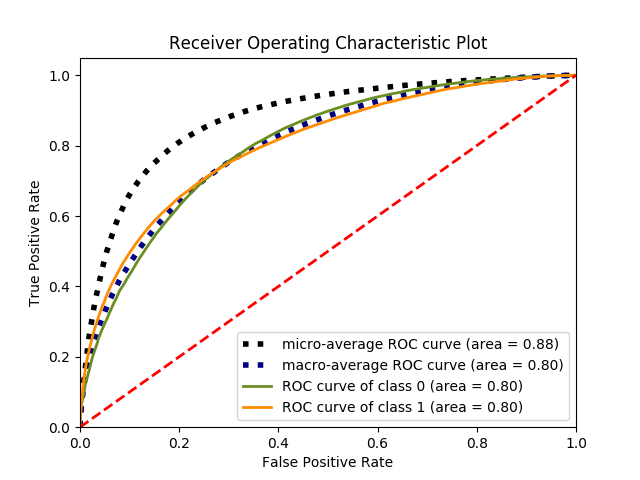 Receiver Operating Characteristic Plot
True Positive Rate
1.0
0.8
0.6
0.4
0.2
0.0
micro-average ROC curve (area = 0.88)
macro-average ROC curve (area = 0.80)
ROC curve of class 0 (area = 0.80)
ROC curve of class 1 (area = 0.80)
0.0 0.2 0.4 0.6 0.8 1.0
False Positive Rate